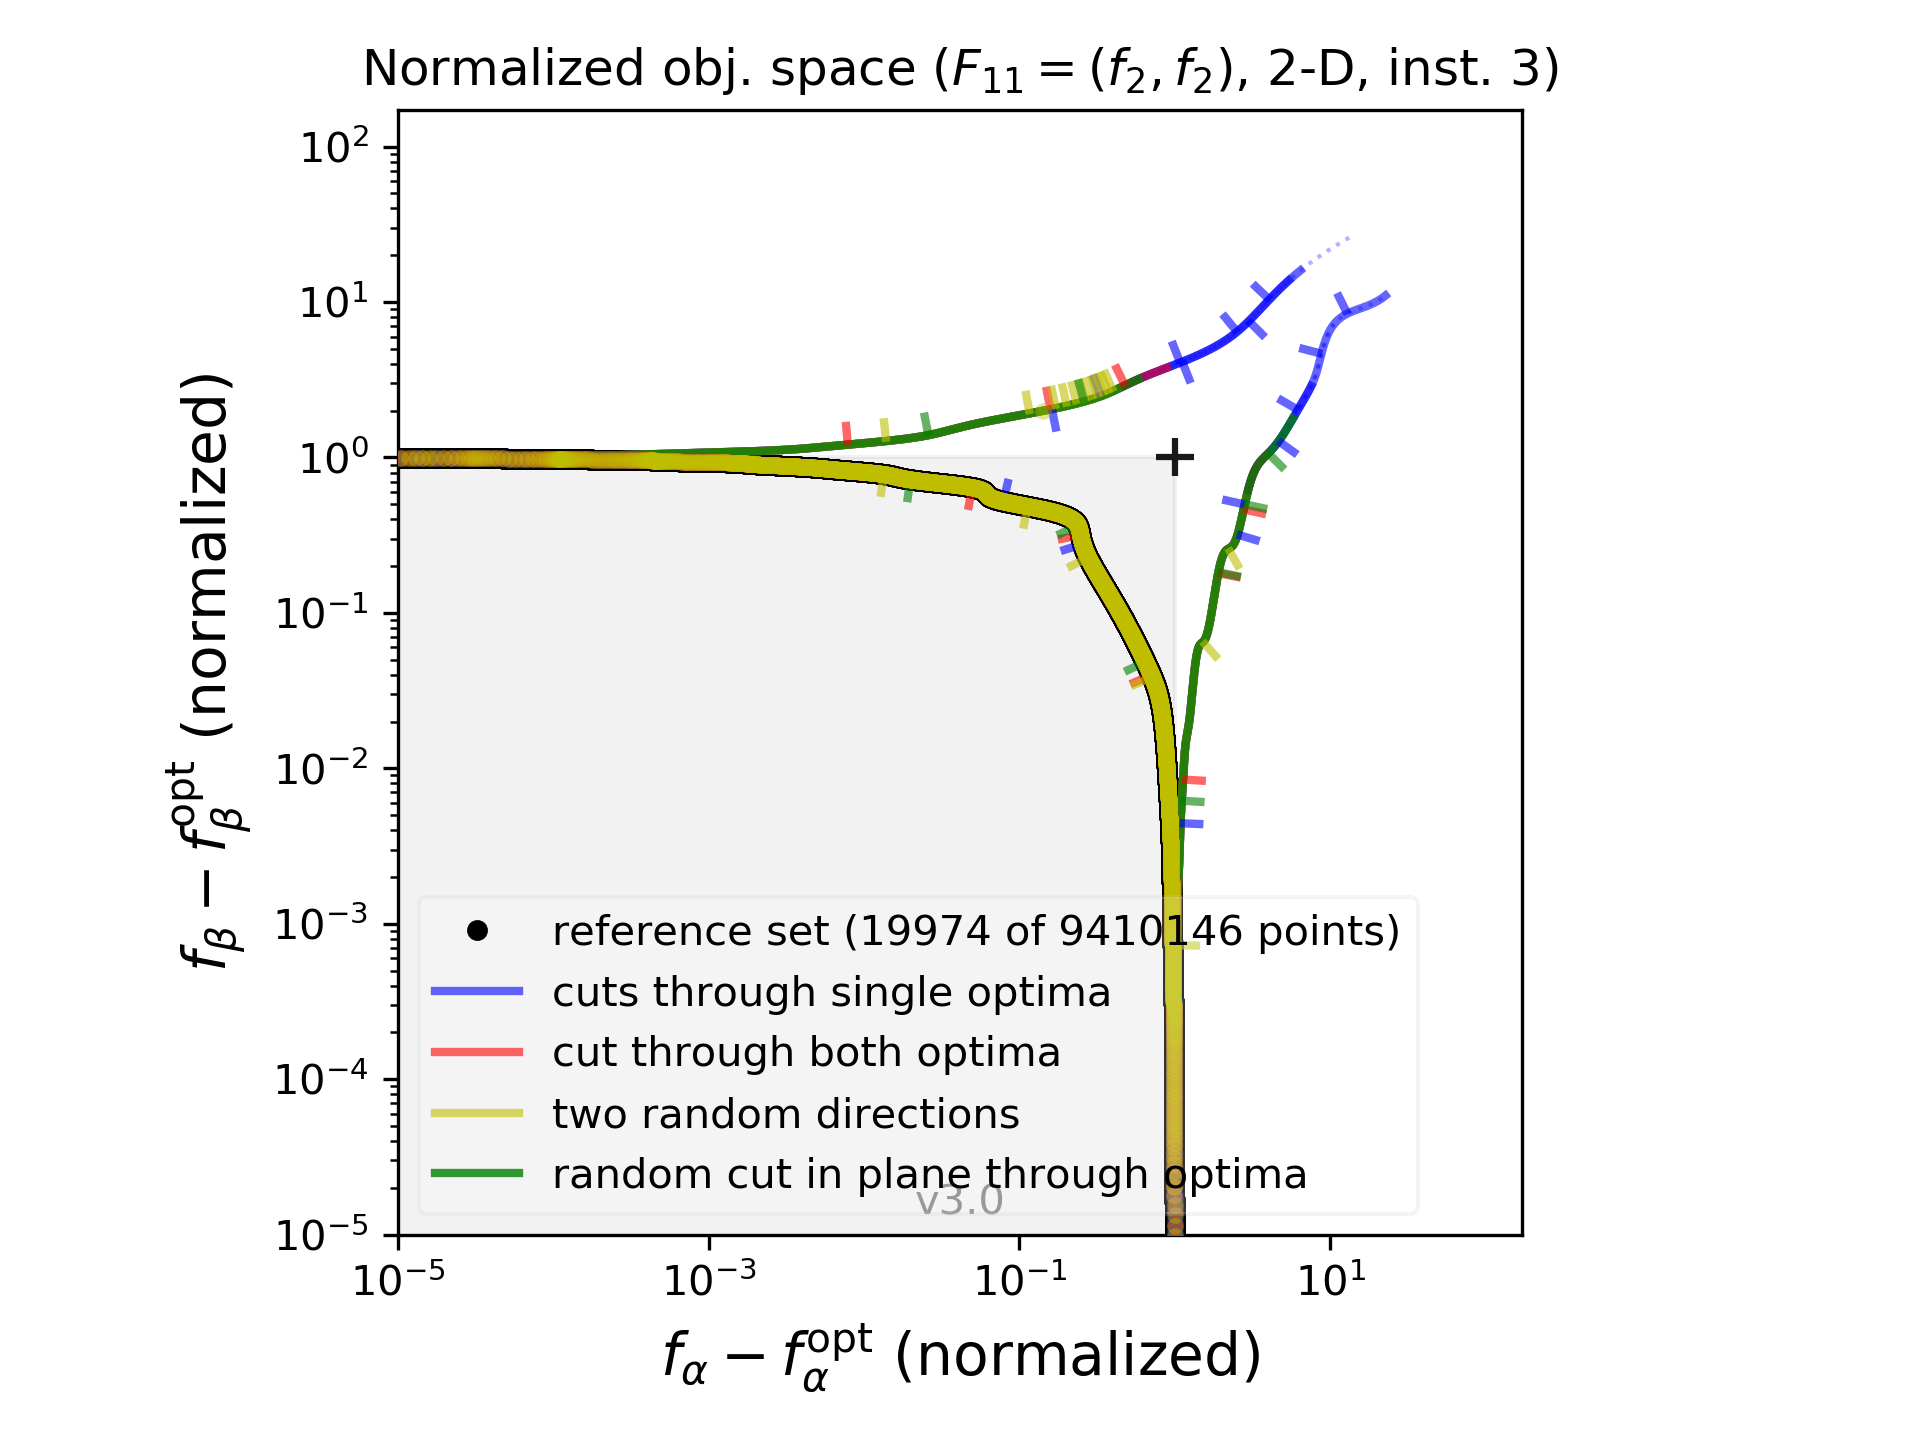 Normalized obj. space (F₁₁ = (f₂, f₂), 2-D, inst. 3)
10²
10¹
10⁰
10⁻¹
10⁻²
10⁻³
10⁻⁴
10⁻⁵
f_β − f_β^opt (normalized)
reference set (19974 of 9410146 points)
cuts through single optima
cut through both optima
two random directions
random cut in plane through optima
v3.0
10⁻⁵ 10⁻³ 10⁻¹ 10¹
f_α − f_α^opt (normalized)